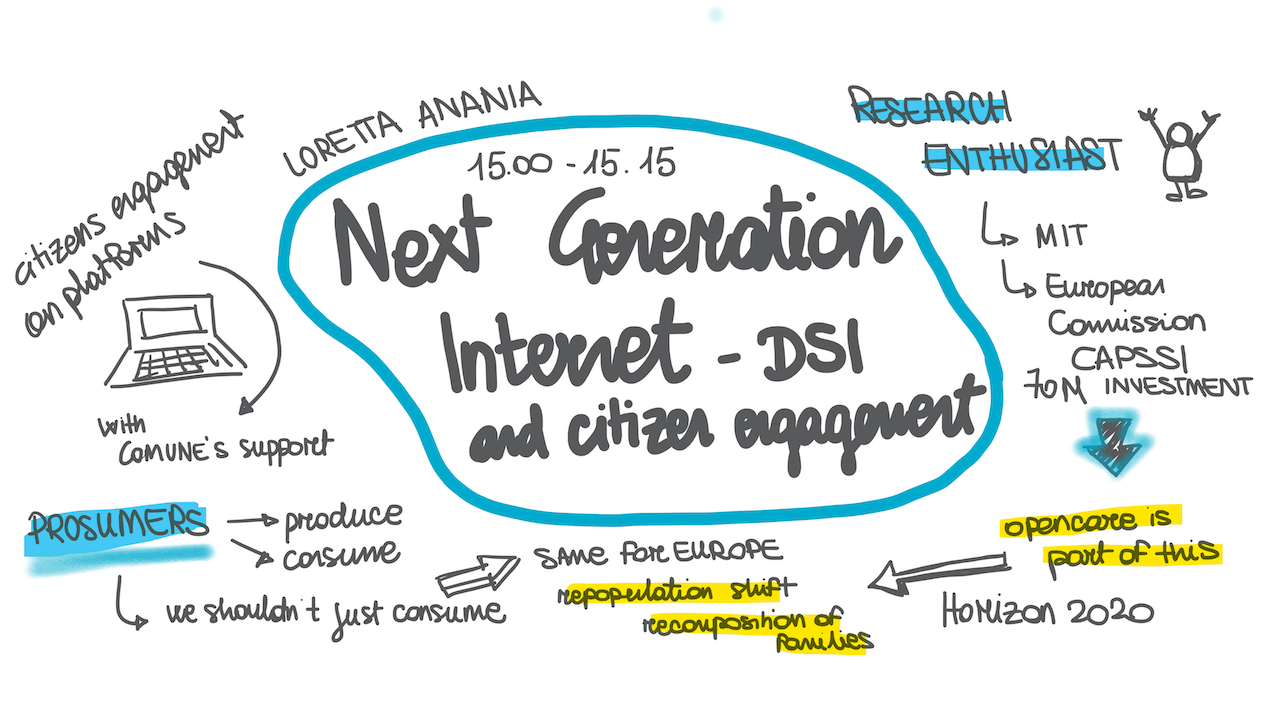 LORETTA ANANIA
15.00 - 15.15
Next Generation
Internet - DSI
and citizen engagement
RESEARCH
ENTHUSIAST
MIT
European
Comission
CAPSSI
70M INVESTMENT
opencare is
part of this
Horizon 2020
SAME FOR EUROPE
repopulation shift
recomposition of
families
citizens engagement
on platforms
with
COMUNE'S support
PROSUMERS
produce
consume
we shouldn't just consume